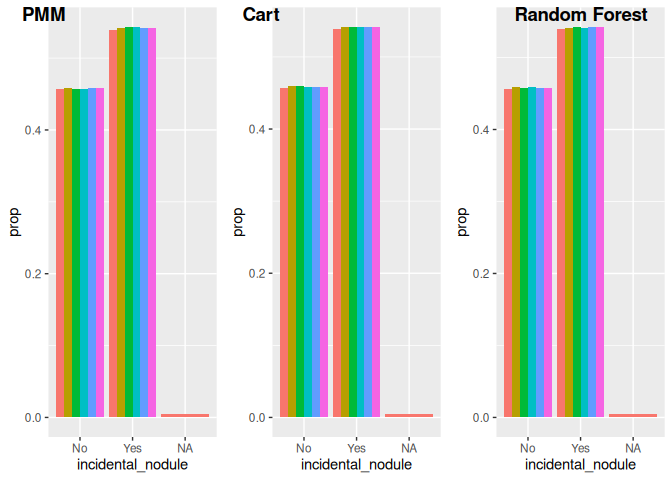 PMM
Cart
Random Forest
prop
0.4
0.2
0.0
No Yes NA
incidental_nodule
prop
0.4
0.2
0.0
No Yes NA
incidental_nodule
prop
0.4
0.2
0.0
No Yes NA
incidental_nodule